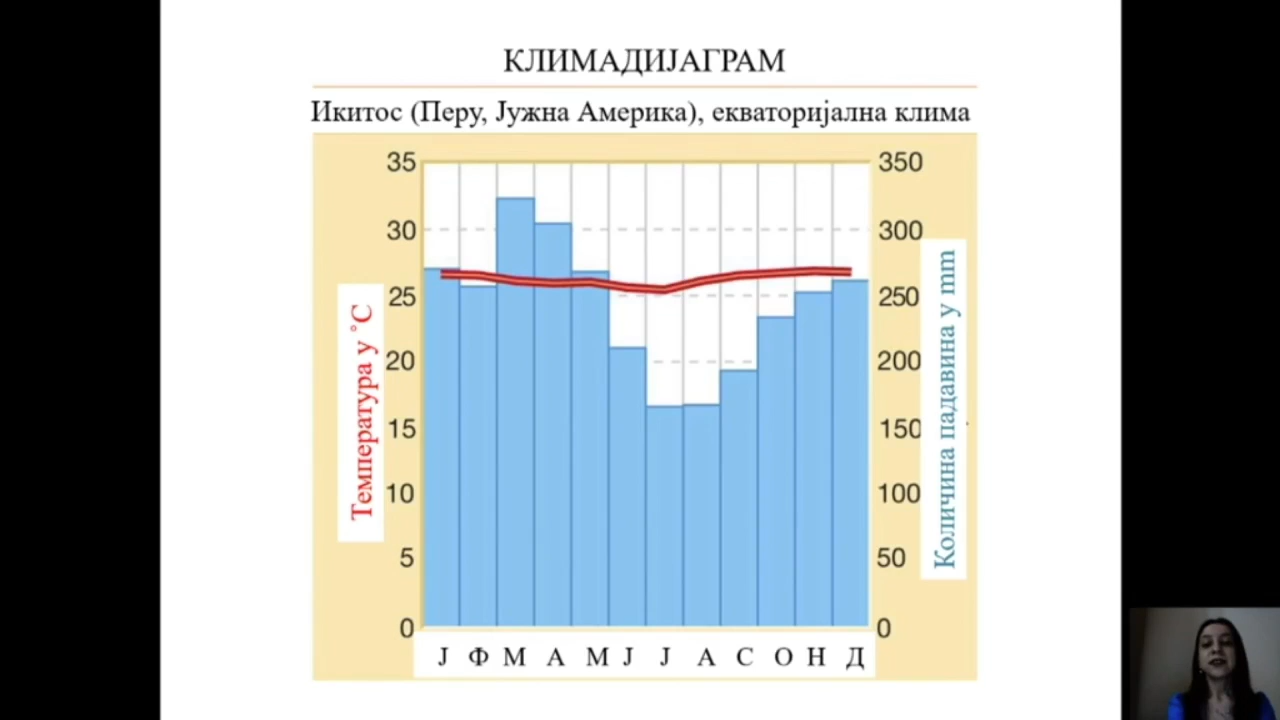 КЛИМАДИЈАГРАМ
Икитос (Перу, Јужна Америка), екваторијална клима
35 350
30 300
25 250
20 200
15 150
10 100
5 50
0 0
Температура у °C
Количина падавина у mm
Ј Ф М А М Ј Ј А С О Н Д